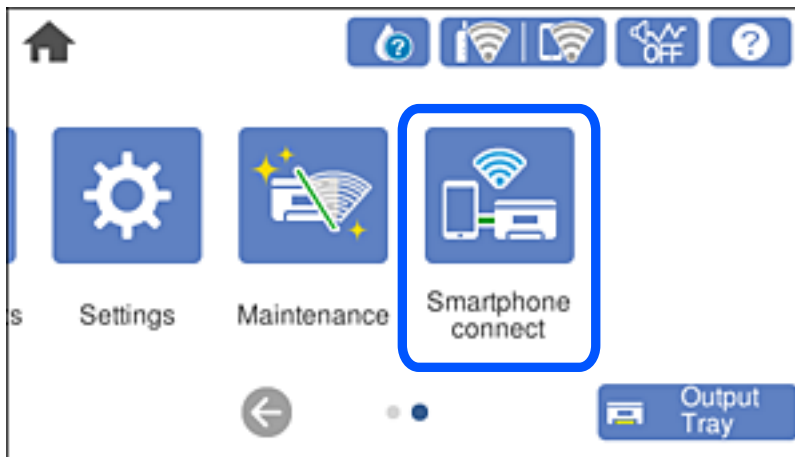 OFF
?
?
s
Settings
Maintenance
Smartphone
connect
Output
Tray